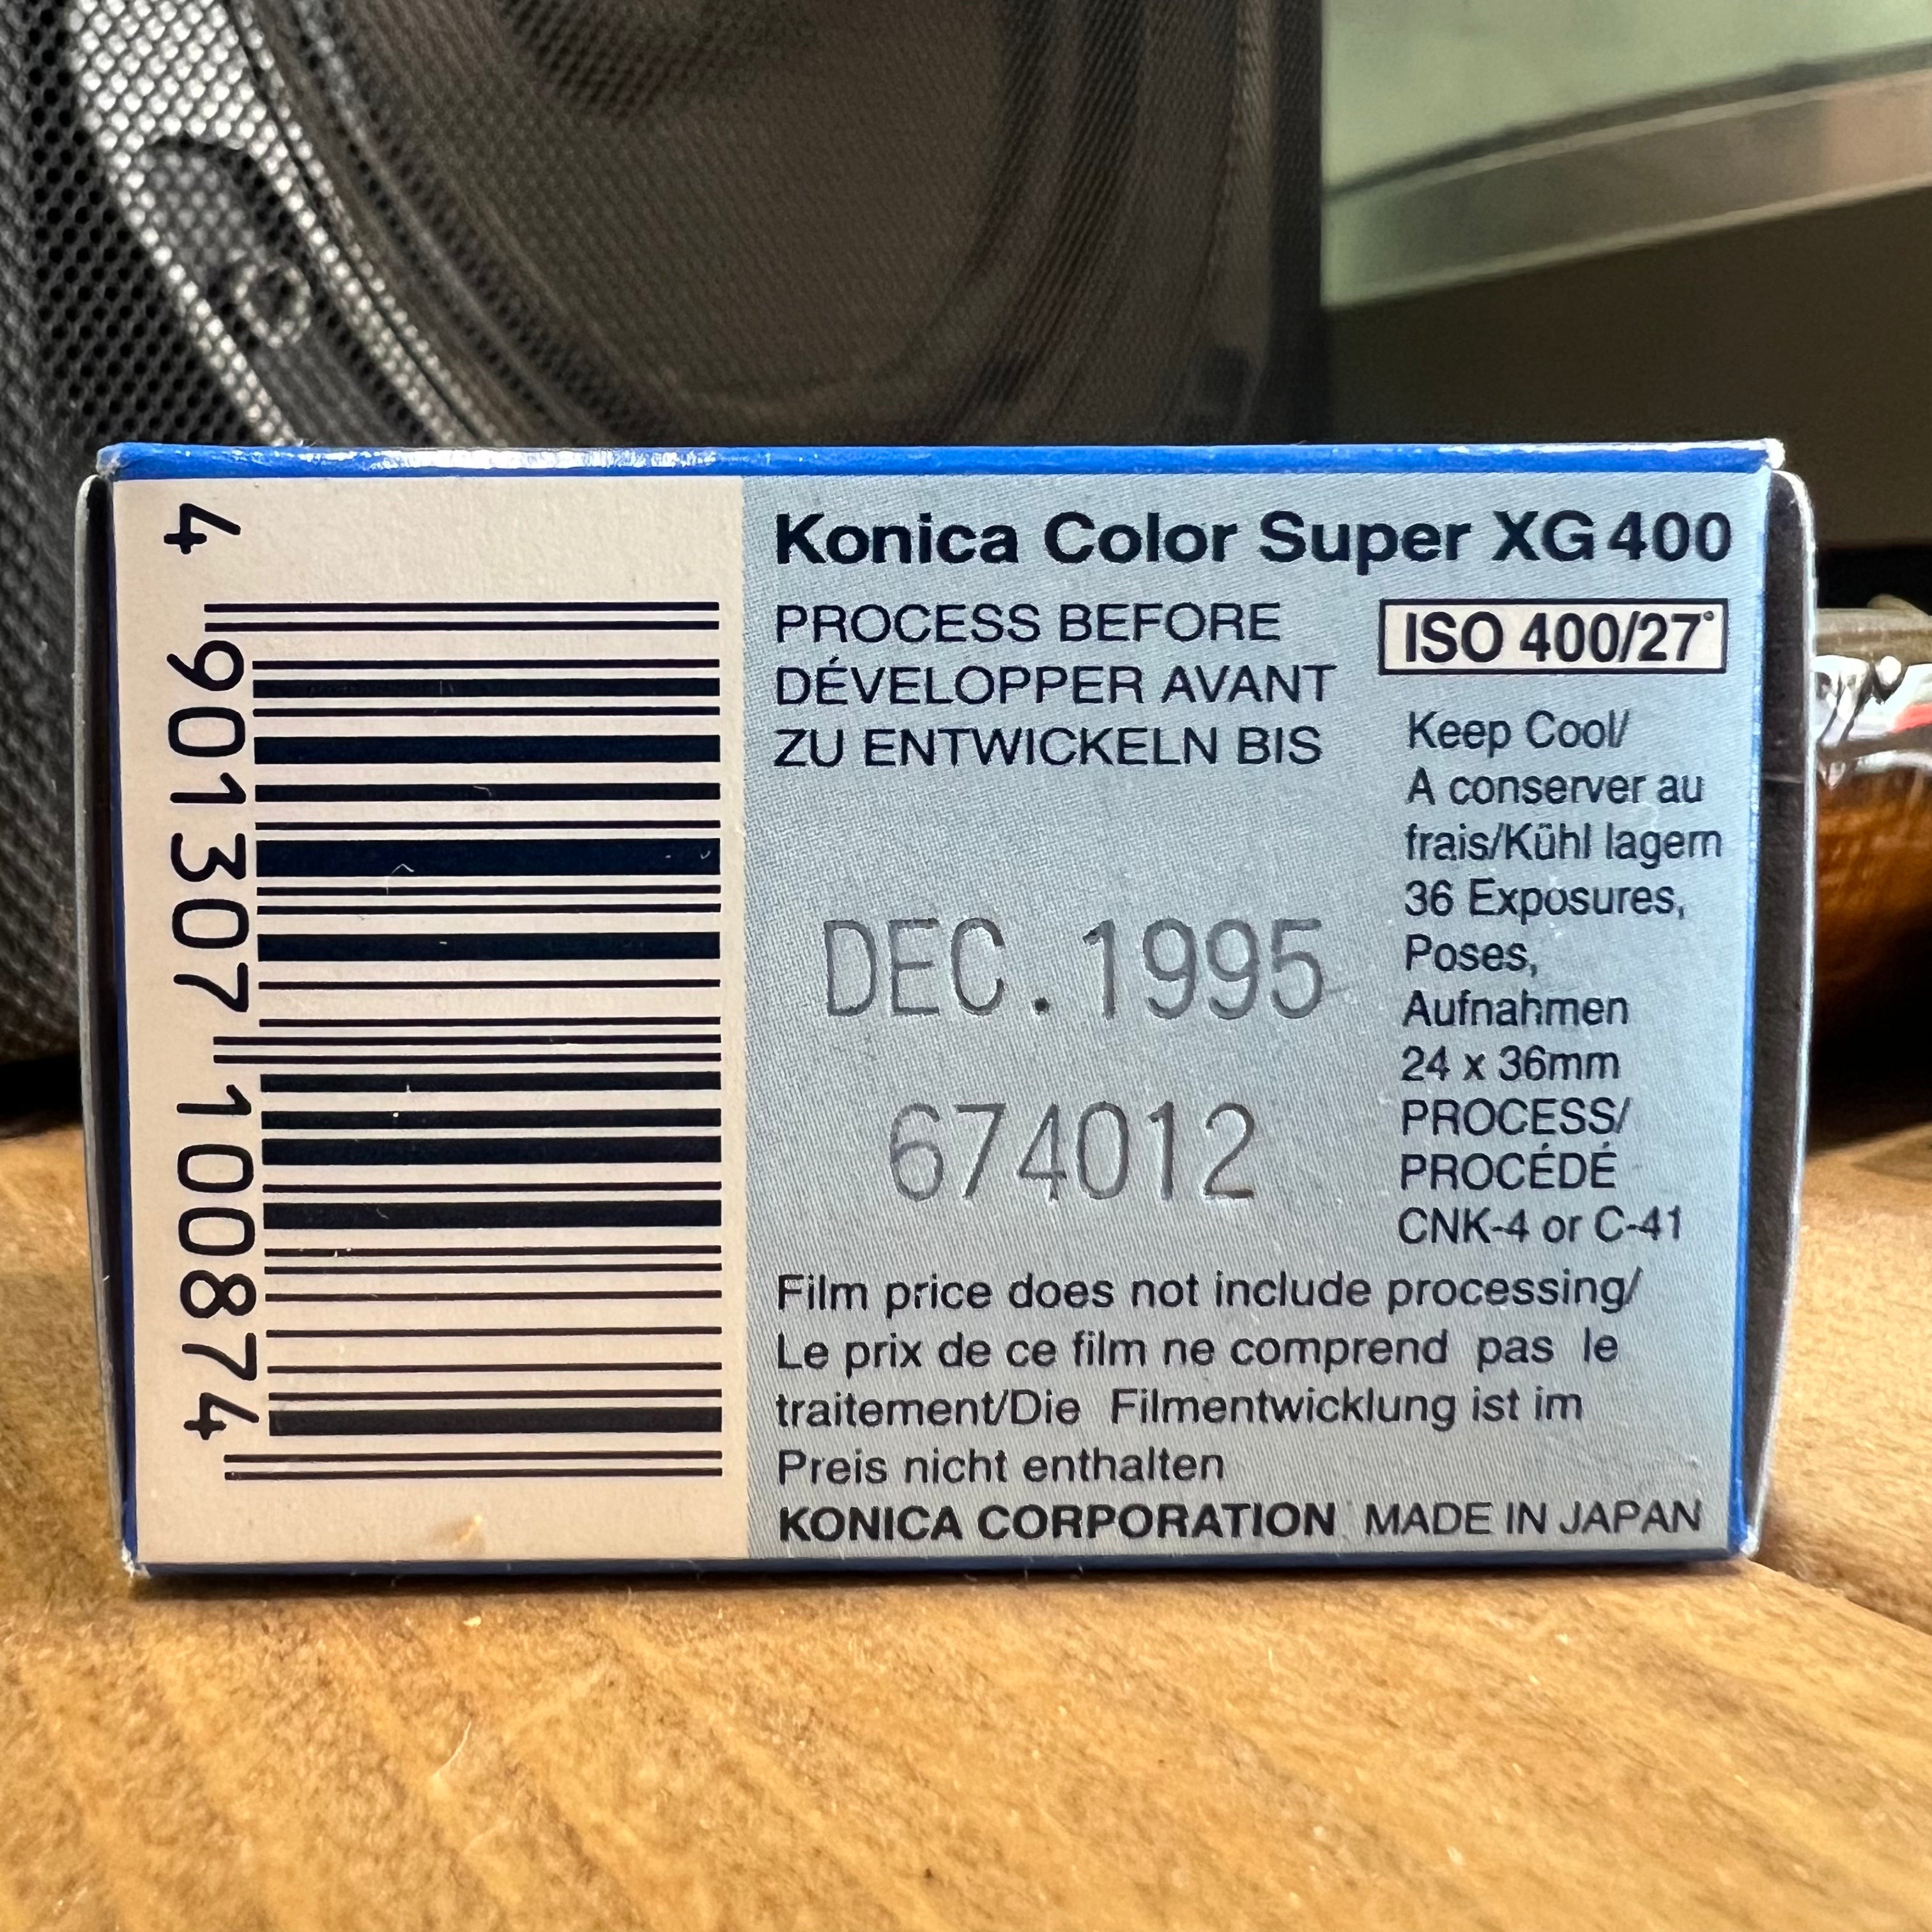 4 901307 100874
Konica Color Super XG 400
PROCESS BEFORE
DÉVELOPPER AVANT
ZU ENTWICKELN BIS
DEC. 1995
674012
ISO 400/27°
Keep Cool/
A conserver au
frais/Kühl lagern
36 Exposures,
Poses,
Aufnahmen
24 x 36mm
PROCESS/
PROCÉDÉ
CNK-4 or C-41
Film price does not include processing/
Le prix de ce film ne comprend pas le
traitement/Die Filmentwicklung ist im
Preis nicht enthalten
KONICA CORPORATION MADE IN JAPAN